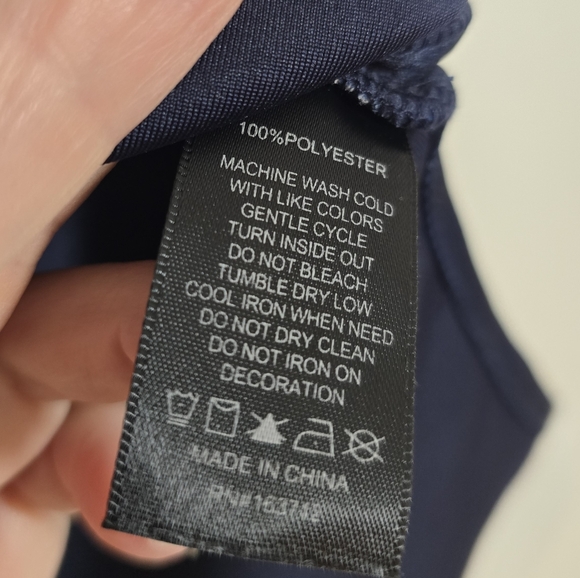 100%POLYESTER
MACHINE WASH COLD
WITH LIKE COLORS
GENTLE CYCLE
TURN INSIDE OUT
DO NOT BLEACH
TUMBLE DRY LOW
COOL IRON WHEN NEED
DO NOT DRY CLEAN
DO NOT IRON ON
DECORATION
MADE IN CHINA